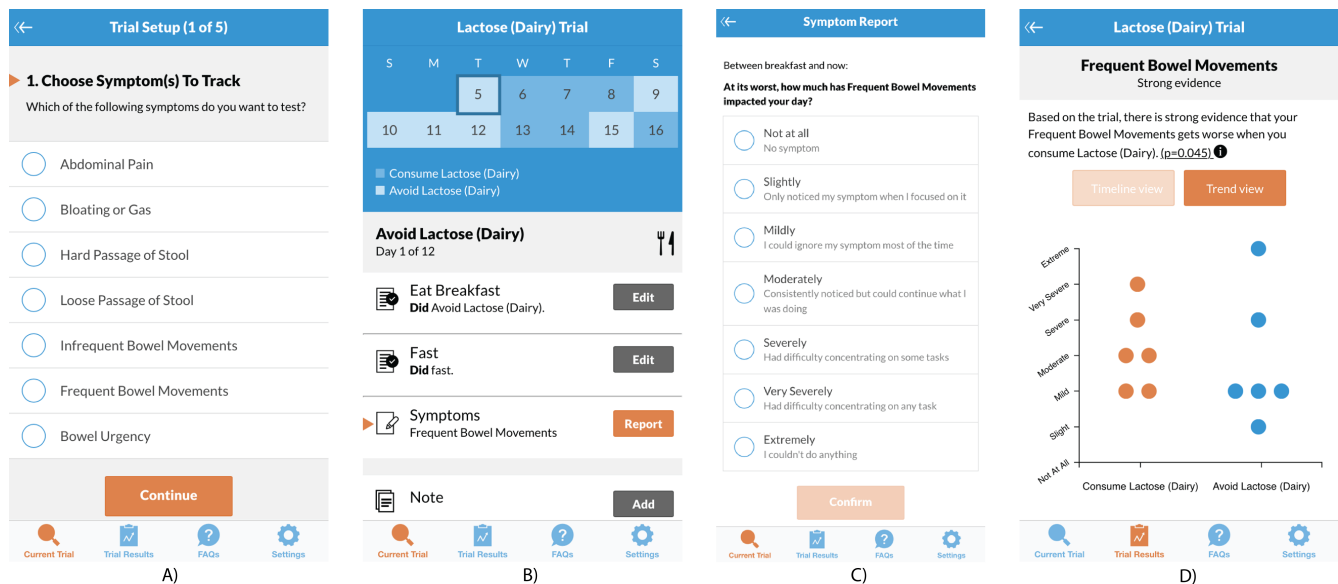 Trial Setup (1 of 5)
1. Choose Symptom(s) To Track
Which of the following symptoms do you want to test?
Abdominal Pain
Bloating or Gas
Hard Passage of Stool
Loose Passage of Stool
Infrequent Bowel Movements
Frequent Bowel Movements
Bowel Urgency
Continue
Current Trial Trial Results FAQs Settings
A)
Lactose (Dairy) Trial
S M T W T F S
5 6 7 8 9
10 11 12 13 14 15 16
Consume Lactose (Dairy)
Avoid Lactose (Dairy)
Avoid Lactose (Dairy)
Day 1 of 12
Eat Breakfast
Did Avoid Lactose (Dairy).
Edit
Fast
Did fast.
Edit
Symptoms
Frequent Bowel Movements
Report
Note
Add
Current Trial Trial Results FAQs Settings
B)
Symptom Report
Between breakfast and now:
At its worst, how much has Frequent Bowel Movements
impacted your day?
Not at all
No symptom
Slightly
Only noticed my symptom when I focused on it
Mildly
I could ignore my symptom most of the time
Moderately
Consistently noticed but could continue what I
was doing
Severely
Had difficulty concentrating on some tasks
Very Severely
Had difficulty concentrating on any task
Extremely
I couldn't do anything
Confirm
Current Trial Trial Results FAQs Settings
C)
Lactose (Dairy) Trial
Frequent Bowel Movements
Strong evidence
Based on the trial, there is strong evidence that your
Frequent Bowel Movements gets worse when you
consume Lactose (Dairy). (p=0.045)
Timeline view Trend view
Extreme
Very Severe
Severe
Moderate
Mild
Slight
Not At All
Consume Lactose (Dairy) Avoid Lactose (Dairy)
Current Trial Trial Results FAQs Settings
D)